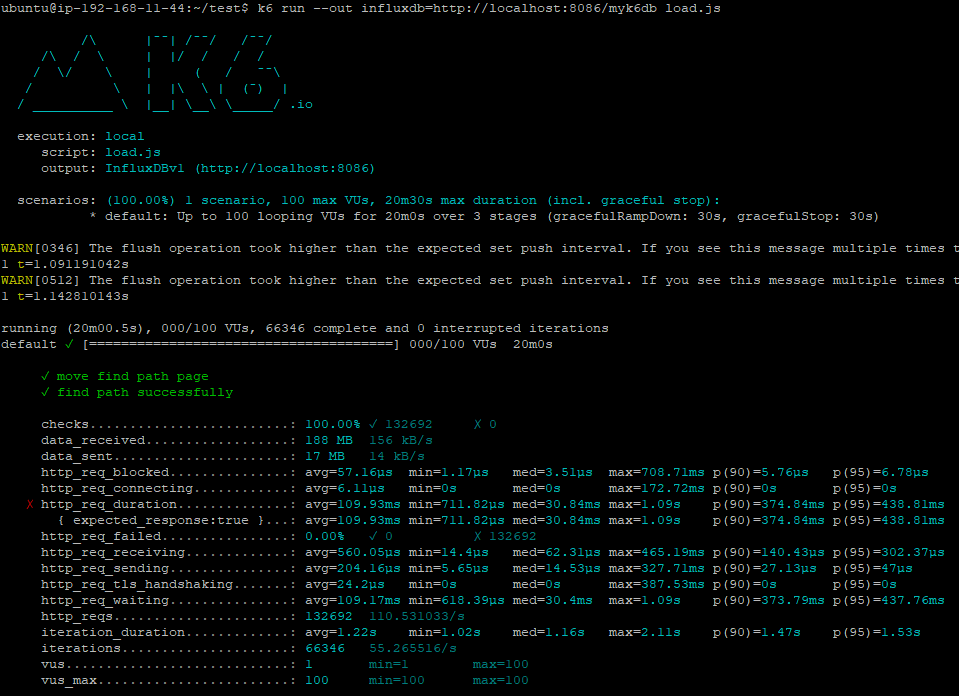 ubuntu@ip-192-168-11-44:~/test$ k6 run --out influxdb=http://localhost:8086/myk6db load.js
          /\      |‾‾| /‾‾/   /‾‾/
     /\  /  \     |  |/  /   /  /
    /  \/    \    |     (   /   ‾‾\
   /          \   |  |\  \ |  (‾)  |
  / __________ \  |__| \__\ \_____/ .io
  execution: local
     script: load.js
     output: InfluxDBv1 (http://localhost:8086)
  scenarios: (100.00%) 1 scenario, 100 max VUs, 20m30s max duration (incl. graceful stop):
           * default: Up to 100 looping VUs for 20m0s over 3 stages (gracefulRampDown: 30s, gracefulStop: 30s)
WARN[0346] The flush operation took higher than the expected set push interval. If you see this message multiple times t
1 t=1.091191042s
WARN[0512] The flush operation took higher than the expected set push interval. If you see this message multiple times t
1 t=1.142810143s
running (20m00.5s), 000/100 VUs, 66346 complete and 0 interrupted iterations
default ✓ [======================================] 000/100 VUs  20m0s
     ✓ move find path page
     ✓ find path successfully
     checks.........................: 100.00% ✓ 132692     ✗ 0
     data_received..................: 188 MB  156 kB/s
     data_sent......................: 17 MB   14 kB/s
     http_req_blocked...............: avg=57.16µs  min=1.17µs   med=3.51µs  max=708.71ms p(90)=5.76µs   p(95)=6.78µs
     http_req_connecting............: avg=6.11µs   min=0s       med=0s      max=172.72ms p(90)=0s       p(95)=0s
   ✗ http_req_duration..............: avg=109.93ms min=711.82µs med=30.84ms max=1.09s    p(90)=374.84ms p(95)=438.81ms
       { expected_response:true }...: avg=109.93ms min=711.82µs med=30.84ms max=1.09s    p(90)=374.84ms p(95)=438.81ms
     http_req_failed................: 0.00%   ✓ 0          ✗ 132692
     http_req_receiving.............: avg=560.05µs min=14.4µs   med=62.31µs max=465.19ms p(90)=140.43µs p(95)=302.37µs
     http_req_sending...............: avg=204.16µs min=5.65µs   med=14.53µs max=327.71ms p(90)=27.13µs  p(95)=47µs
     http_req_tls_handshaking.......: avg=24.2µs   min=0s       med=0s      max=387.53ms p(90)=0s       p(95)=0s
     http_req_waiting...............: avg=109.17ms min=618.39µs med=30.4ms  max=1.09s    p(90)=373.79ms p(95)=437.76ms
     http_reqs......................: 132692  110.531033/s
     iteration_duration.............: avg=1.22s    min=1.02s    med=1.16s   max=2.11s    p(90)=1.47s    p(95)=1.53s
     iterations.....................: 66346   55.265516/s
     vus............................: 1       min=1        max=100
     vus_max........................: 100     min=100      max=100